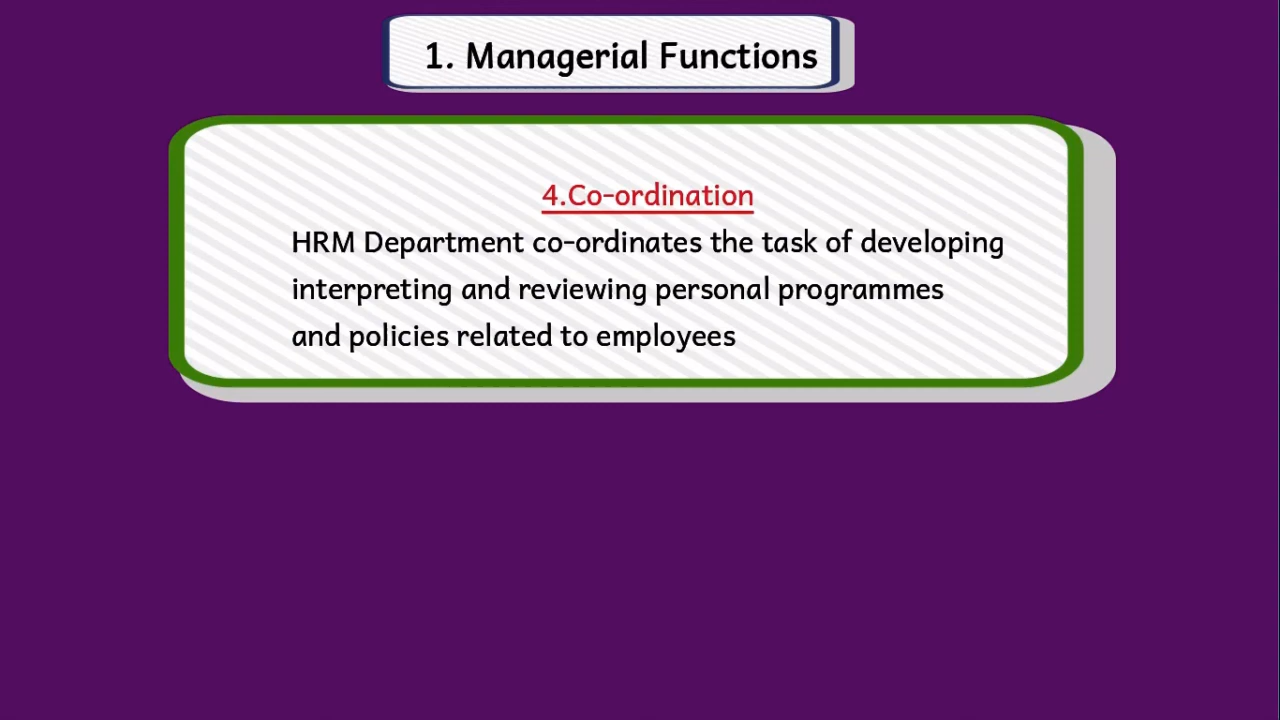 1. Managerial Functions
4.Co-ordination
HRM Department co-ordinates the task of developing
interpreting and reviewing personal programmes
and policies related to employees